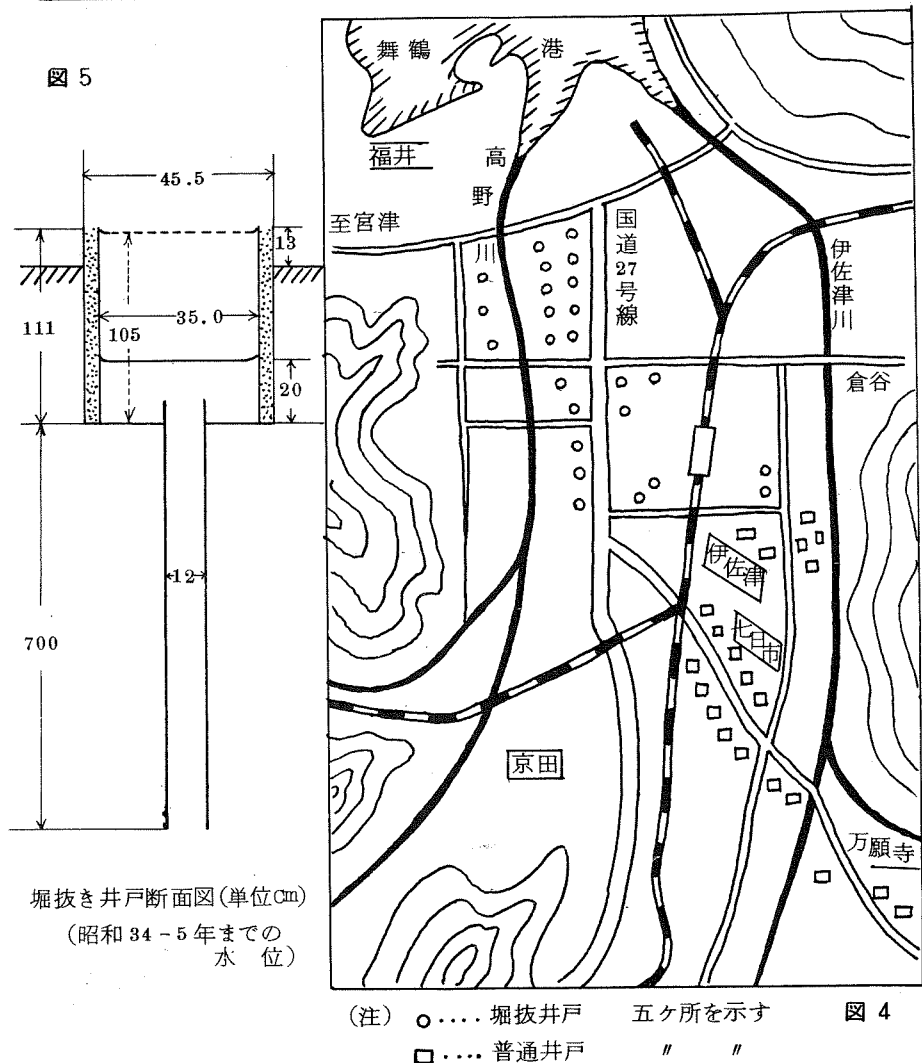 図 5
45.5
13
111
105
35.0
20
12
700
堀抜き井戸断面図(単位cm)
(昭和 34 - 5 年までの
水 位)
舞 鶴 港
福井
高野川
至宮津
国道27号線
伊佐津川
倉谷
伊佐津
七日市
京田
万願寺
(注) ○‥‥ 堀抜井戸 五ヶ所を示す 図 4
□‥‥ 普通井戸 〃 〃